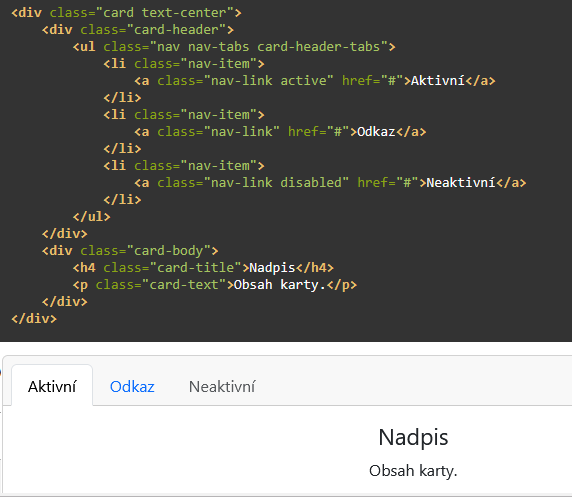 <div class="card text-center">
    <div class="card-header">
        <ul class="nav nav-tabs card-header-tabs">
            <li class="nav-item">
                <a class="nav-link active" href="#">Aktivní</a>
            </li>
            <li class="nav-item">
                <a class="nav-link" href="#">Odkaz</a>
            </li>
            <li class="nav-item">
                <a class="nav-link disabled" href="#">Neaktivní</a>
            </li>
        </ul>
    </div>
    <div class="card-body">
        <h4 class="card-title">Nadpis</h4>
        <p class="card-text">Obsah karty.</p>
    </div>
</div>
Aktivní Odkaz Neaktivní
Nadpis
Obsah karty.